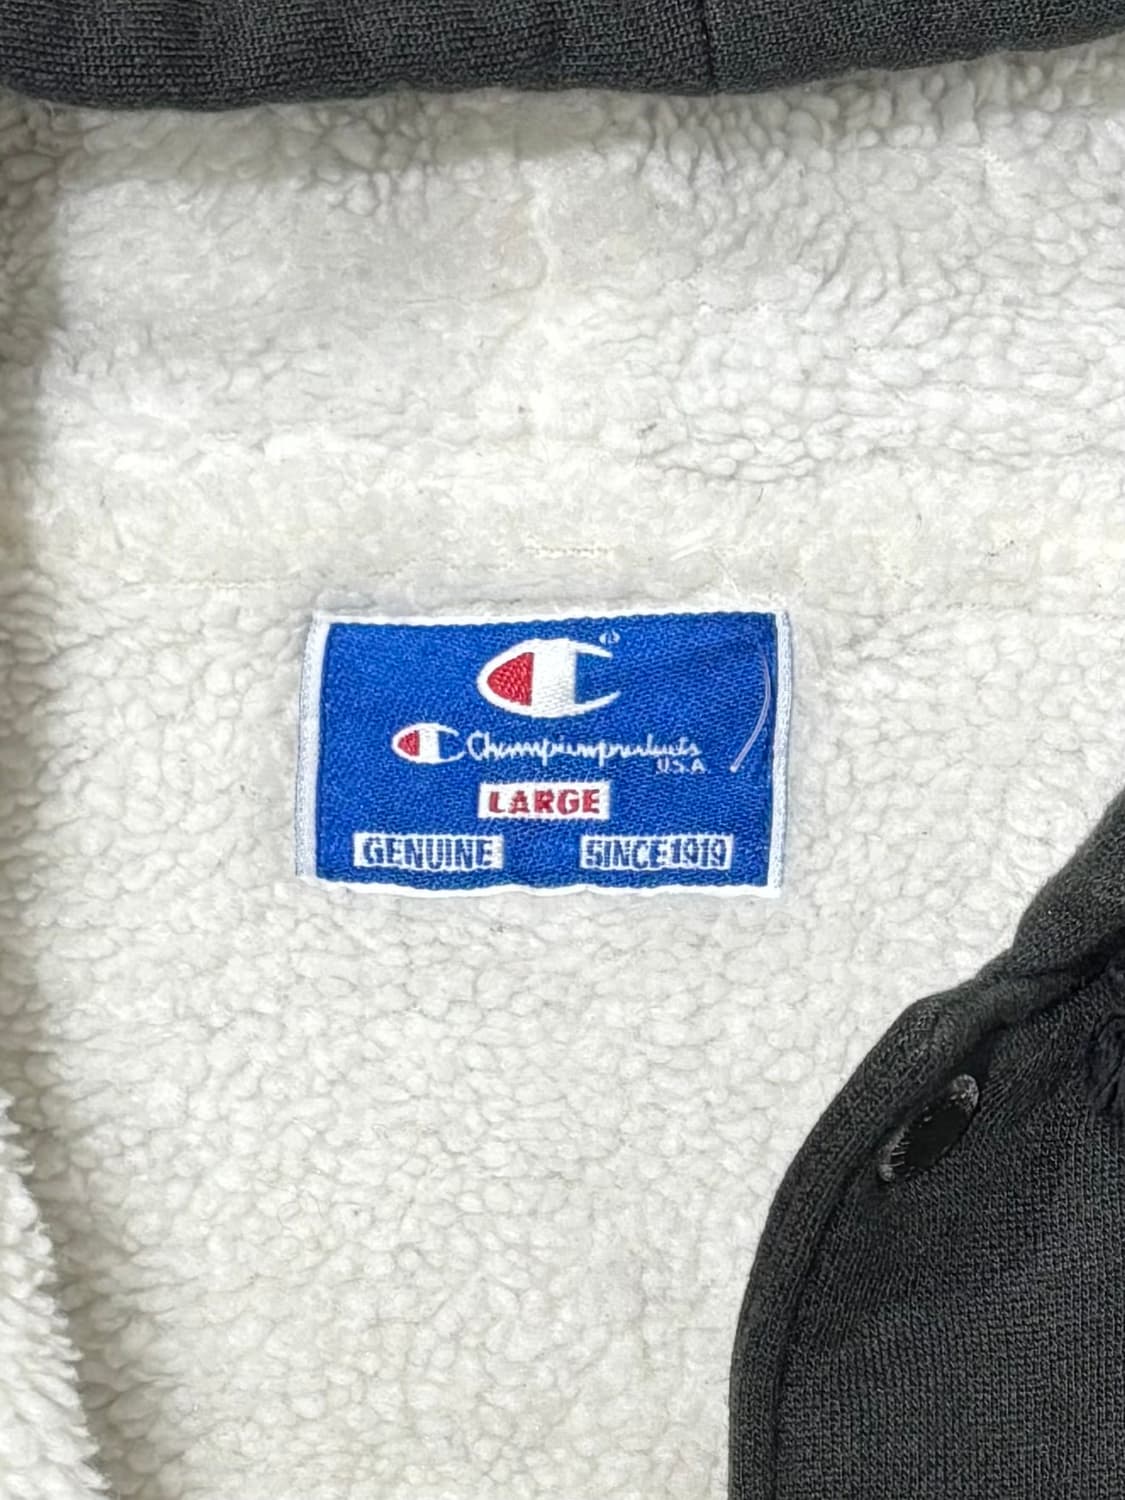 ®
Championproducts
U.S.A.
LARGE
GENUINE SINCE 1919